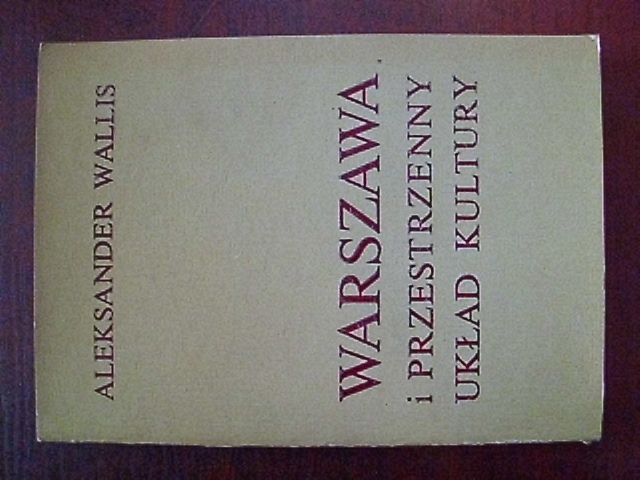 ALEKSANDER WALLIS
WARSZAWA
i PRZESTRZENNY
UKŁAD KULTURY